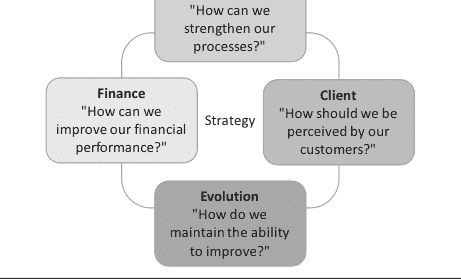 "How can we
strengthen our
processes?"
Finance
"How can we
improve our financial
performance?"
Strategy
Client
"How should we be
perceived by our
customers?"
Evolution
"How do we
maintain the ability
to improve?"